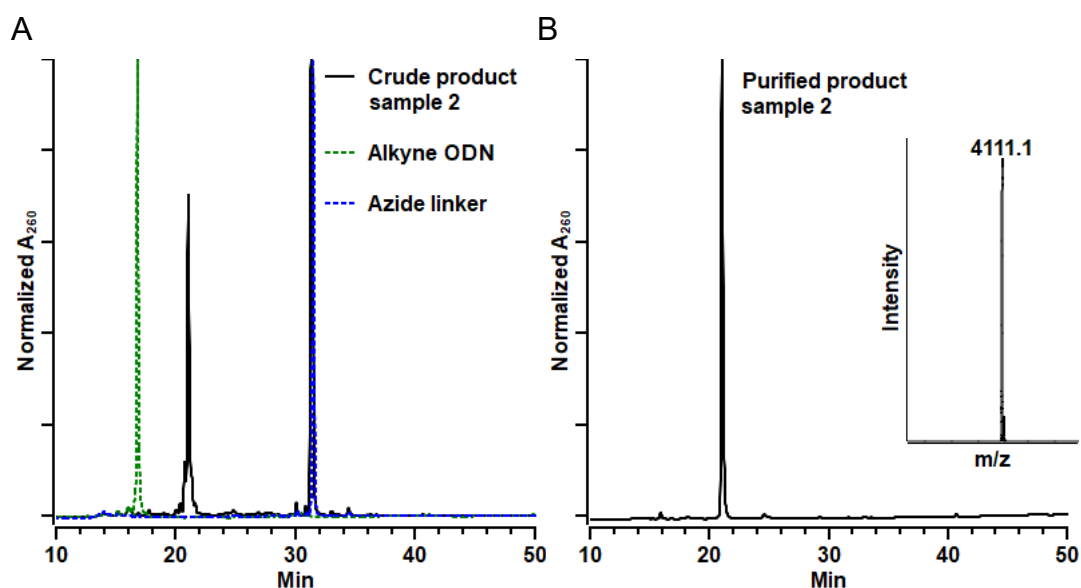 A
Crude product
sample 2
Alkyne ODN
Azide linker
Normalized A260
10 20 30 40 50
Min
B
Purified product
sample 2
4111.1
Intensity
m/z
Normalized A260
10 20 30 40 50
Min